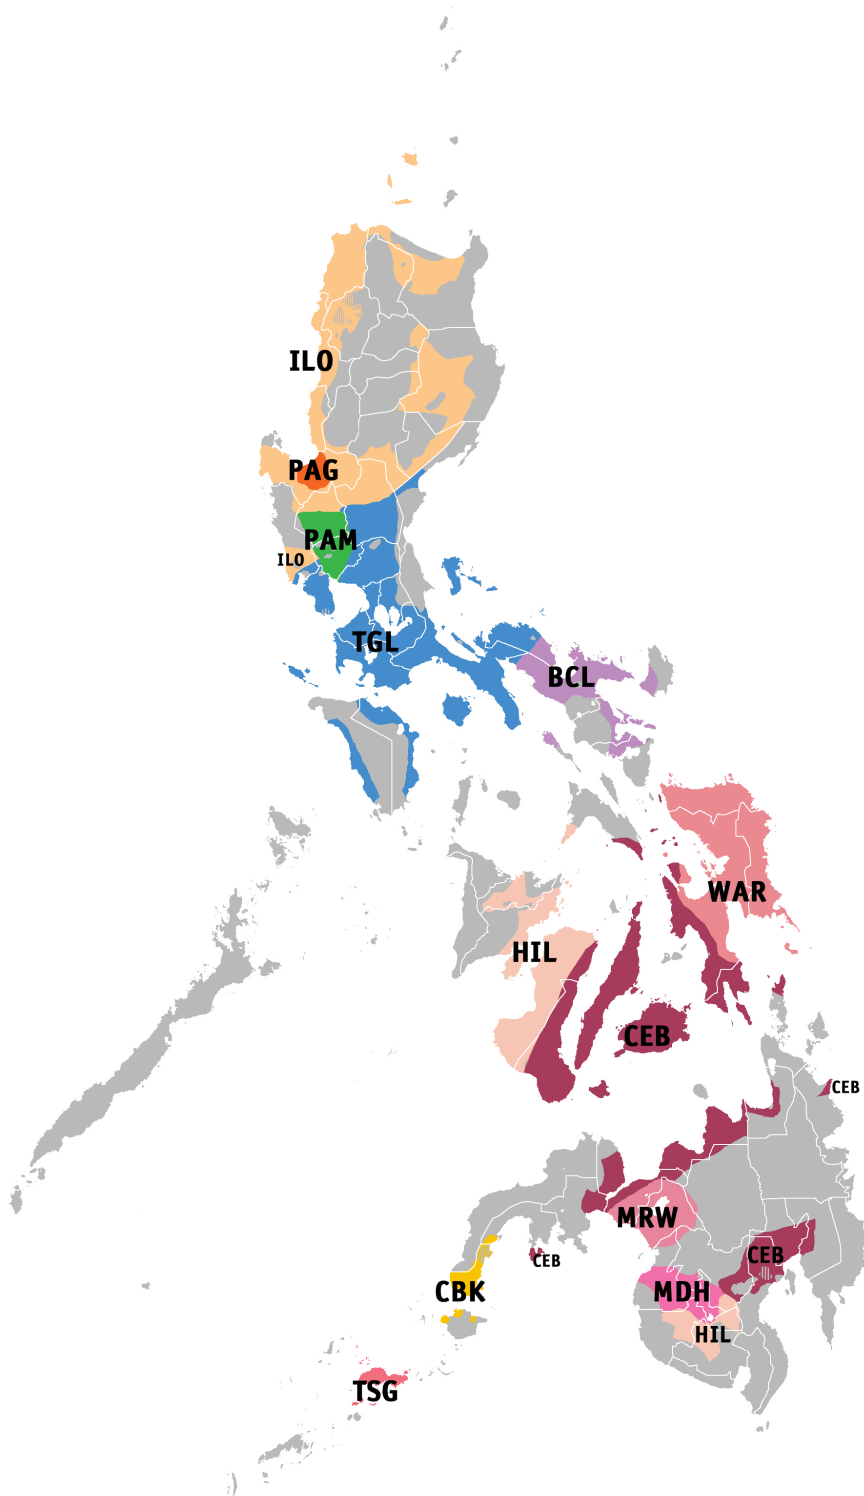 ILO
PAG
PAM
ILO
TGL
BCL
WAR
HIL
CEB
CEB
MRW
CEB
CEB
CBK
MDH
HIL
TSG